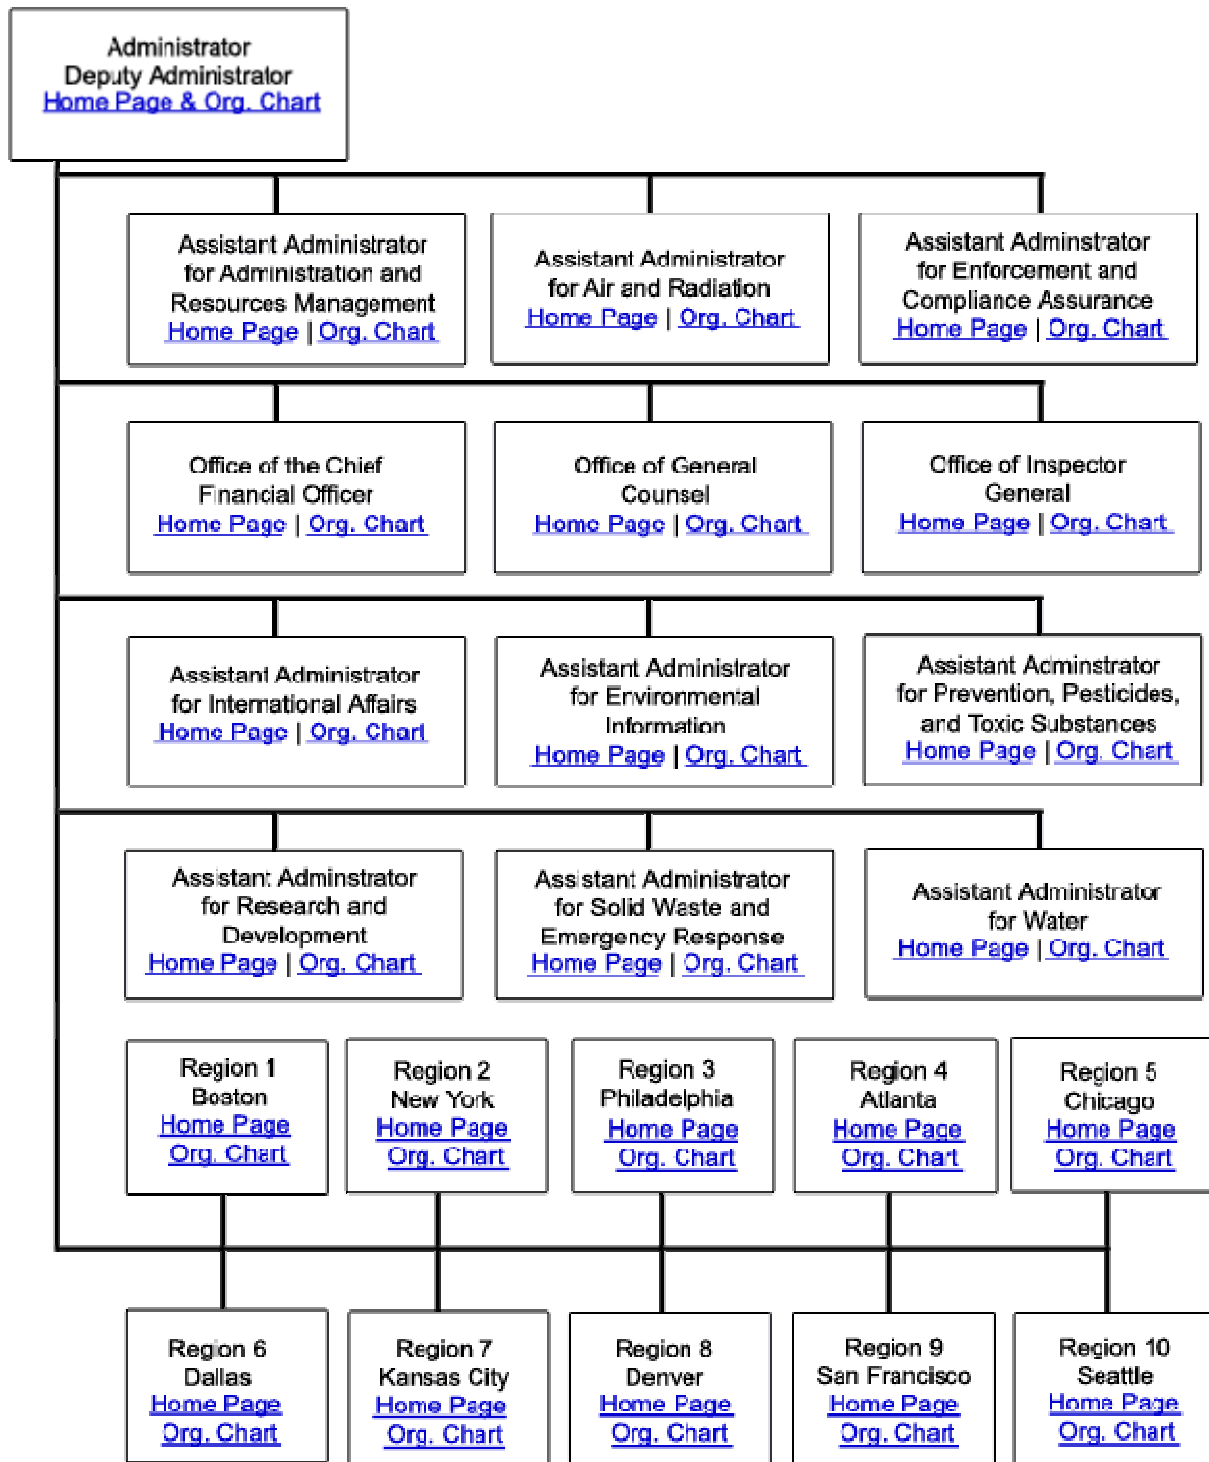 Administrator
Deputy Administrator
Home Page & Org. Chart
Assistant Adminstrator
for Administration and
Resources Management
Home Page | Org. Chart
Assistant Administrator
for Air and Radiation
Home Page | Org. Chart
Assistant Adminstrator
for Enforcement and
Compliance Assurance
Home Page | Org. Chart
Office of the Chief
Financial Officer
Home Page | Org. Chart
Office of General
Counsel
Home Page | Org. Chart
Office of Inspector
General
Home Page | Org. Chart
Assistant Administrator
for International Affairs
Home Page | Org. Chart
Assistant Administrator
for Environmental
Information
Home Page | Org. Chart
Assistant Adminstrator
for Prevention, Pesticides,
and Toxic Substances
Home Page | Org. Chart
Assistant Adminstrator
for Research and
Development
Home Page | Org. Chart
Assistant Administrator
for Solid Waste and
Emergency Response
Home Page | Org. Chart
Assistant Administrator
for Water
Home Page | Org. Chart
Region 1
Boston
Home Page
Org. Chart
Region 2
New York
Home Page
Org. Chart
Region 3
Philadelphia
Home Page
Org. Chart
Region 4
Atlanta
Home Page
Org. Chart
Region 5
Chicago
Home Page
Org. Chart
Region 6
Dallas
Home Page
Org. Chart
Region 7
Kansas City
Home Page
Org. Chart
Region 8
Denver
Home Page
Org. Chart
Region 9
San Francisco
Home Page
Org. Chart
Region 10
Seattle
Home Page
Org. Chart